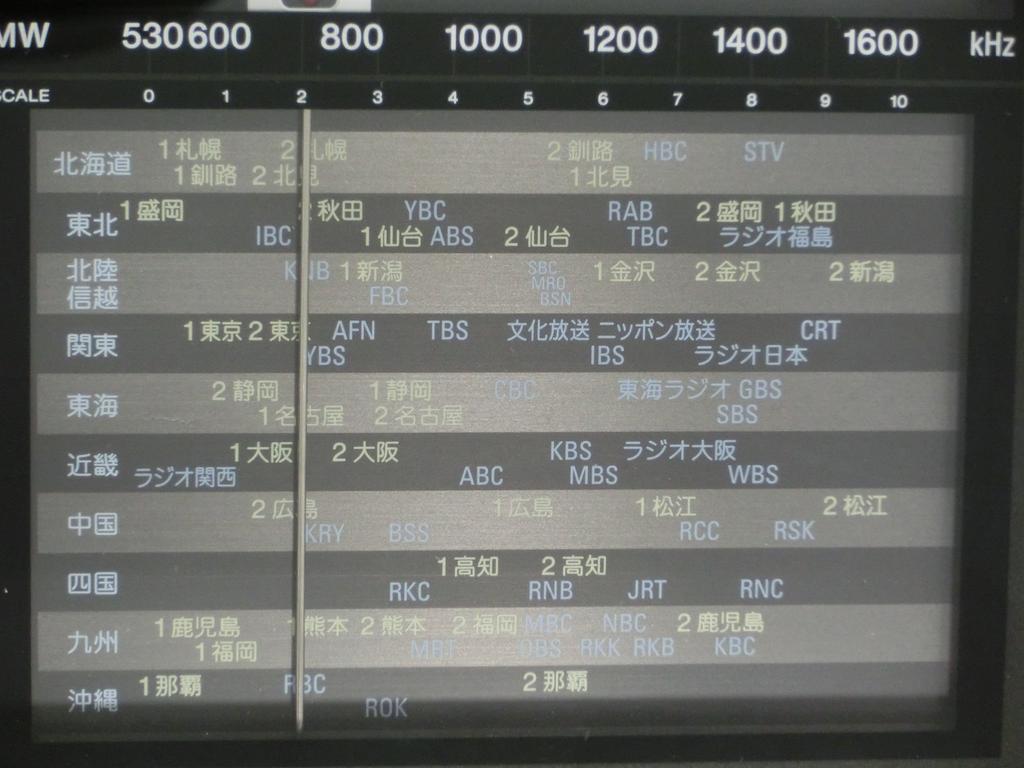 MW 530 600 800 1000 1200 1400 1600 kHz
SCALE 0 1 2 3 4 5 6 7 8 9 10
北海道
1札幌 2札幌 2釧路 HBC STV
1釧路 2北見 1北見
東北
1盛岡 2秋田 YBC RAB 2盛岡 1秋田
IBC 1仙台 ABS 2仙台 TBC ラジオ福島
北陸
信越
KNB 1新潟 SBC 1金沢 2金沢 2新潟
MRO
FBC BSN
関東
1東京 2東京 AFN TBS 文化放送 ニッポン放送 CRT
YBS IBS ラジオ日本
東海
2静岡 1静岡 CBC 東海ラジオ GBS
1名古屋 2名古屋 SBS
近畿
1大阪 2大阪 KBS ラジオ大阪
ラジオ関西 ABC MBS WBS
中国
2広島 1広島 1松江 2松江
KRY BSS RCC RSK
四国
1高知 2高知
RKC RNB JRT RNC
九州
1鹿児島 1熊本 2熊本 2福岡 MBC NBC 2鹿児島
1福岡 MRT OBS RKK RKB KBC
沖縄
1那覇 RBC 2那覇
ROK